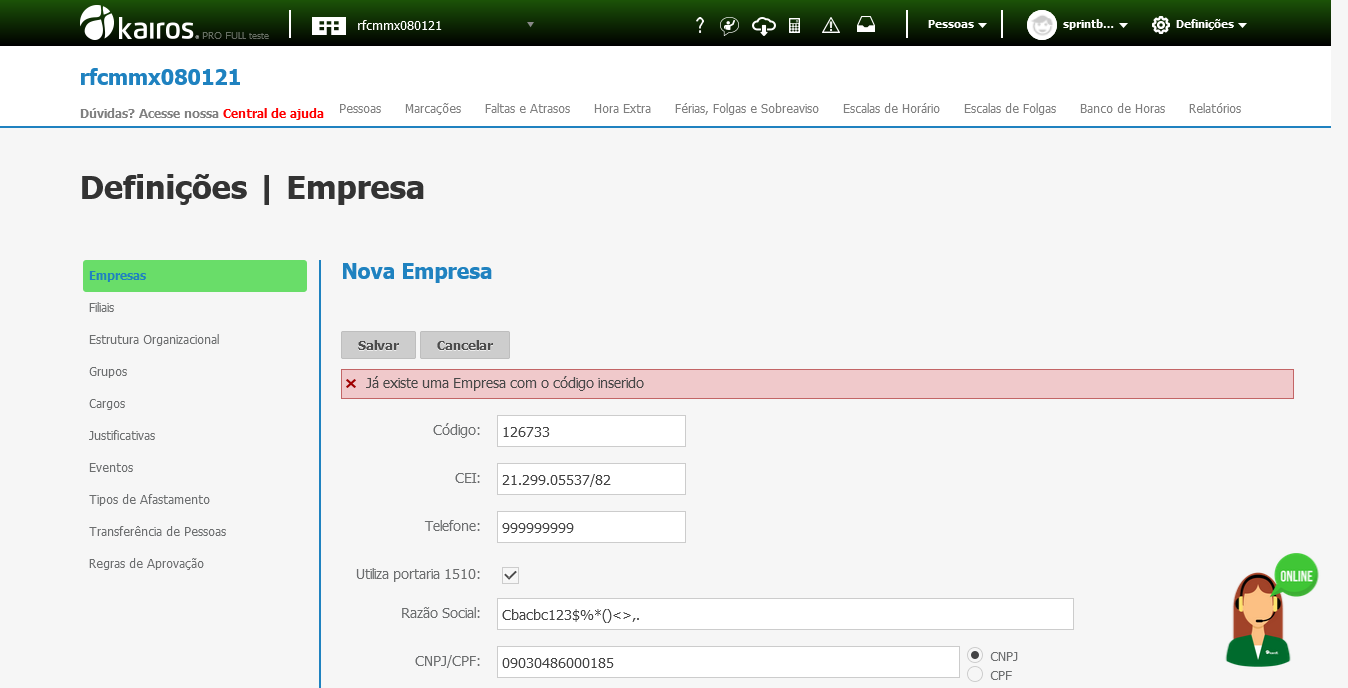 kairos. PRO FULL teste
rfcmmx080121
?
Pessoas
sprintb...
Definições
rfcmmx080121
Dúvidas? Acesse nossa Central de ajuda
Pessoas Marcações Faltas e Atrasos Hora Extra Férias, Folgas e Sobreaviso Escalas de Horário Escalas de Folgas Banco de Horas Relatórios
Definições | Empresa
Empresas
Filiais
Estrutura Organizacional
Grupos
Cargos
Justificativas
Eventos
Tipos de Afastamento
Transferência de Pessoas
Regras de Aprovação
Nova Empresa
Salvar Cancelar
Já existe uma Empresa com o código inserido
Código: 126733
CEI: 21.299.05537/82
Telefone: 999999999
Utiliza portaria 1510:
Razão Social: Cbacbc123$%*()<>,.
CNPJ/CPF: 09030486000185
CNPJ
CPF
ONLINE